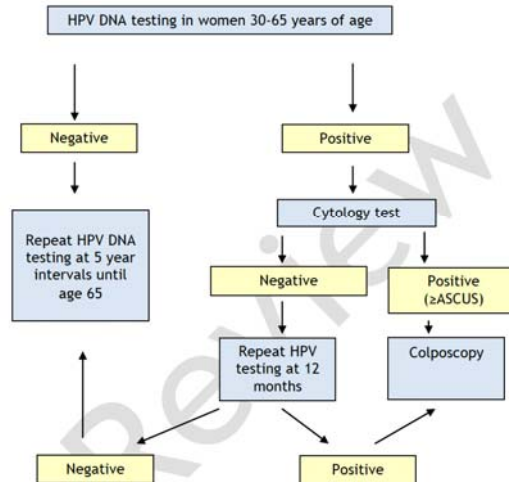 HPV DNA testing in women 30-65 years of age
Negative
Positive
Repeat HPV DNA
testing at 5 year
intervals until
age 65
Cytology test
Negative
Positive
(≥ASCUS)
Repeat HPV
testing at 12
months
Colposcopy
Negative
Positive
Review